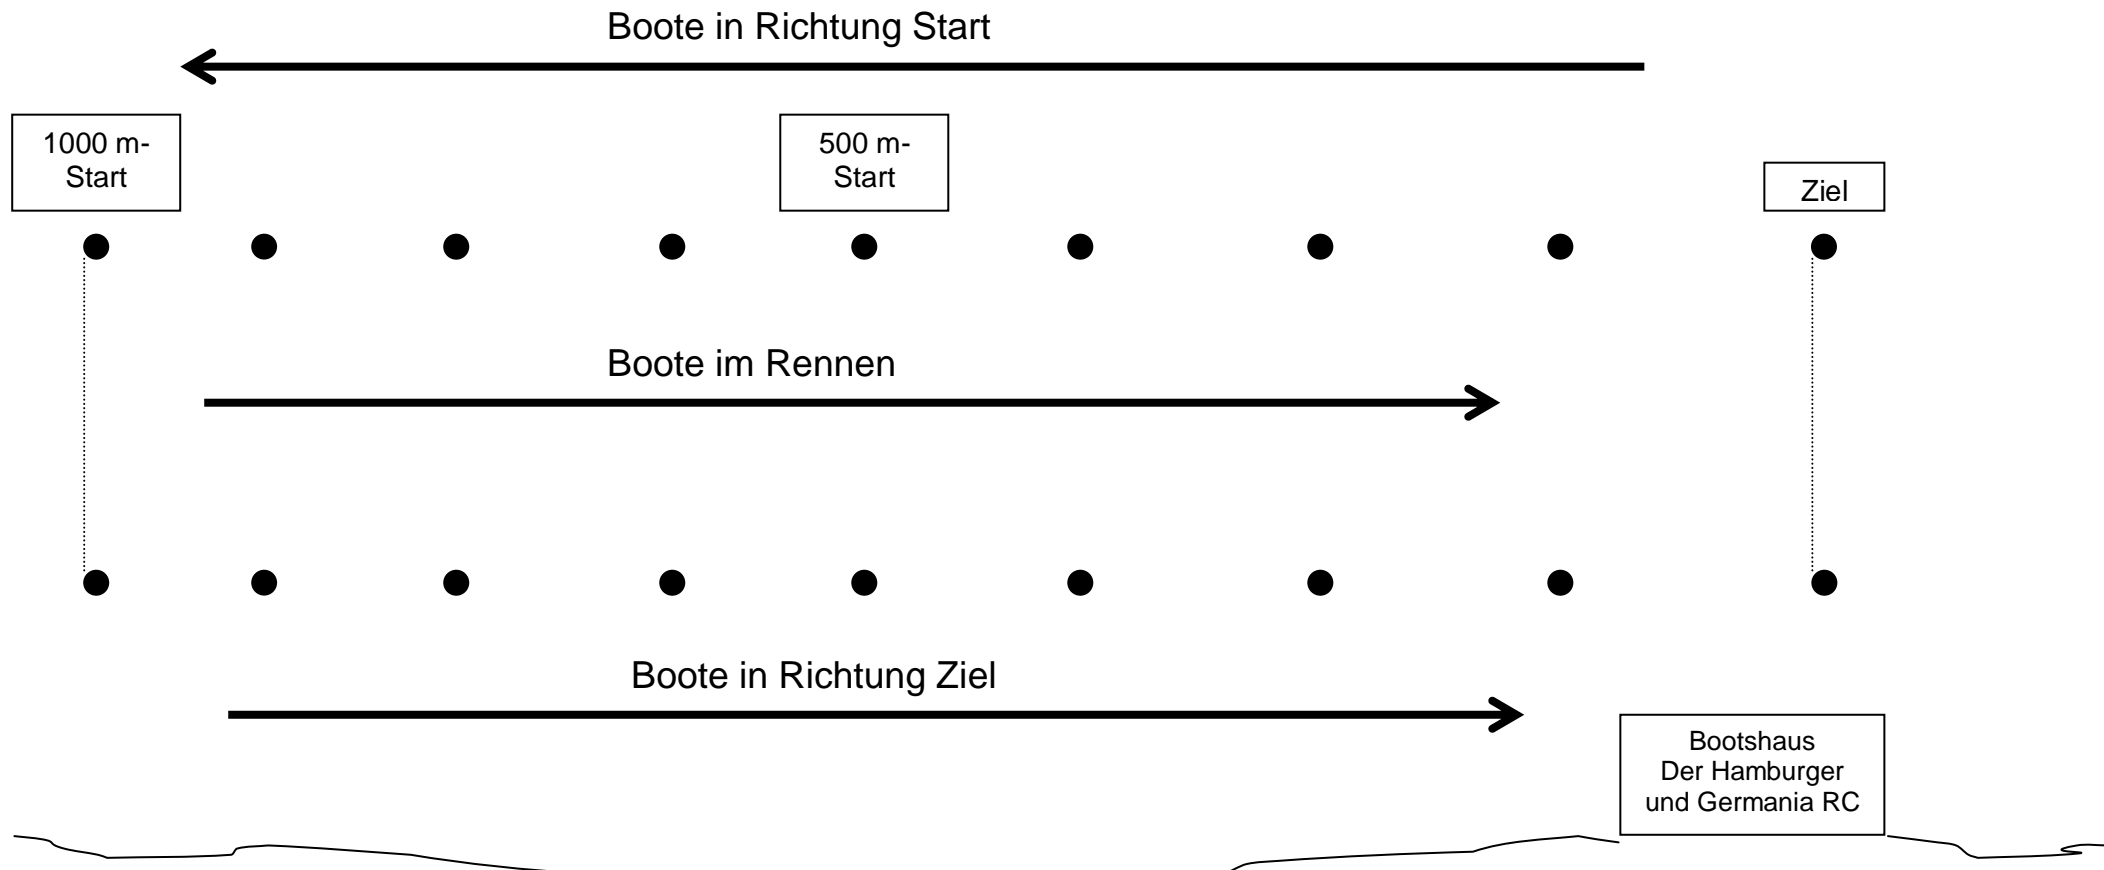 Boote in Richtung Start
1000 m-
Start
500 m-
Start
Ziel
Boote im Rennen
Boote in Richtung Ziel
Bootshaus
Der Hamburger
und Germania RC